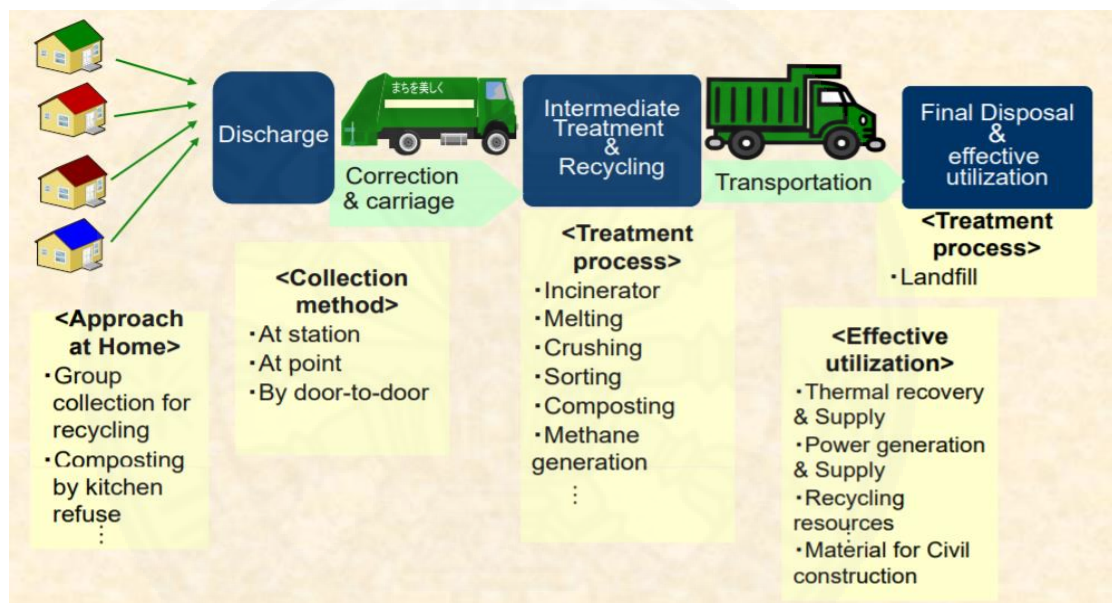 Discharge
まちを美しく
Correction
& carriage
Intermediate
Treatment
&
Recycling
Transportation
Final Disposal
&
effective
utilization
<Approach
at Home>
・Group
collection for
recycling
・Composting
by kitchen
refuse
⋮
<Collection
method>
・At station
・At point
・By door-to-door
<Treatment
process>
・Incinerator
・Melting
・Crushing
・Sorting
・Composting
・Methane
generation
⋮
<Treatment
process>
・Landfill
<Effective
utilization>
・Thermal recovery
& Supply
・Power generation
& Supply
・Recycling
resources
⋮
・Material for Civil
construction